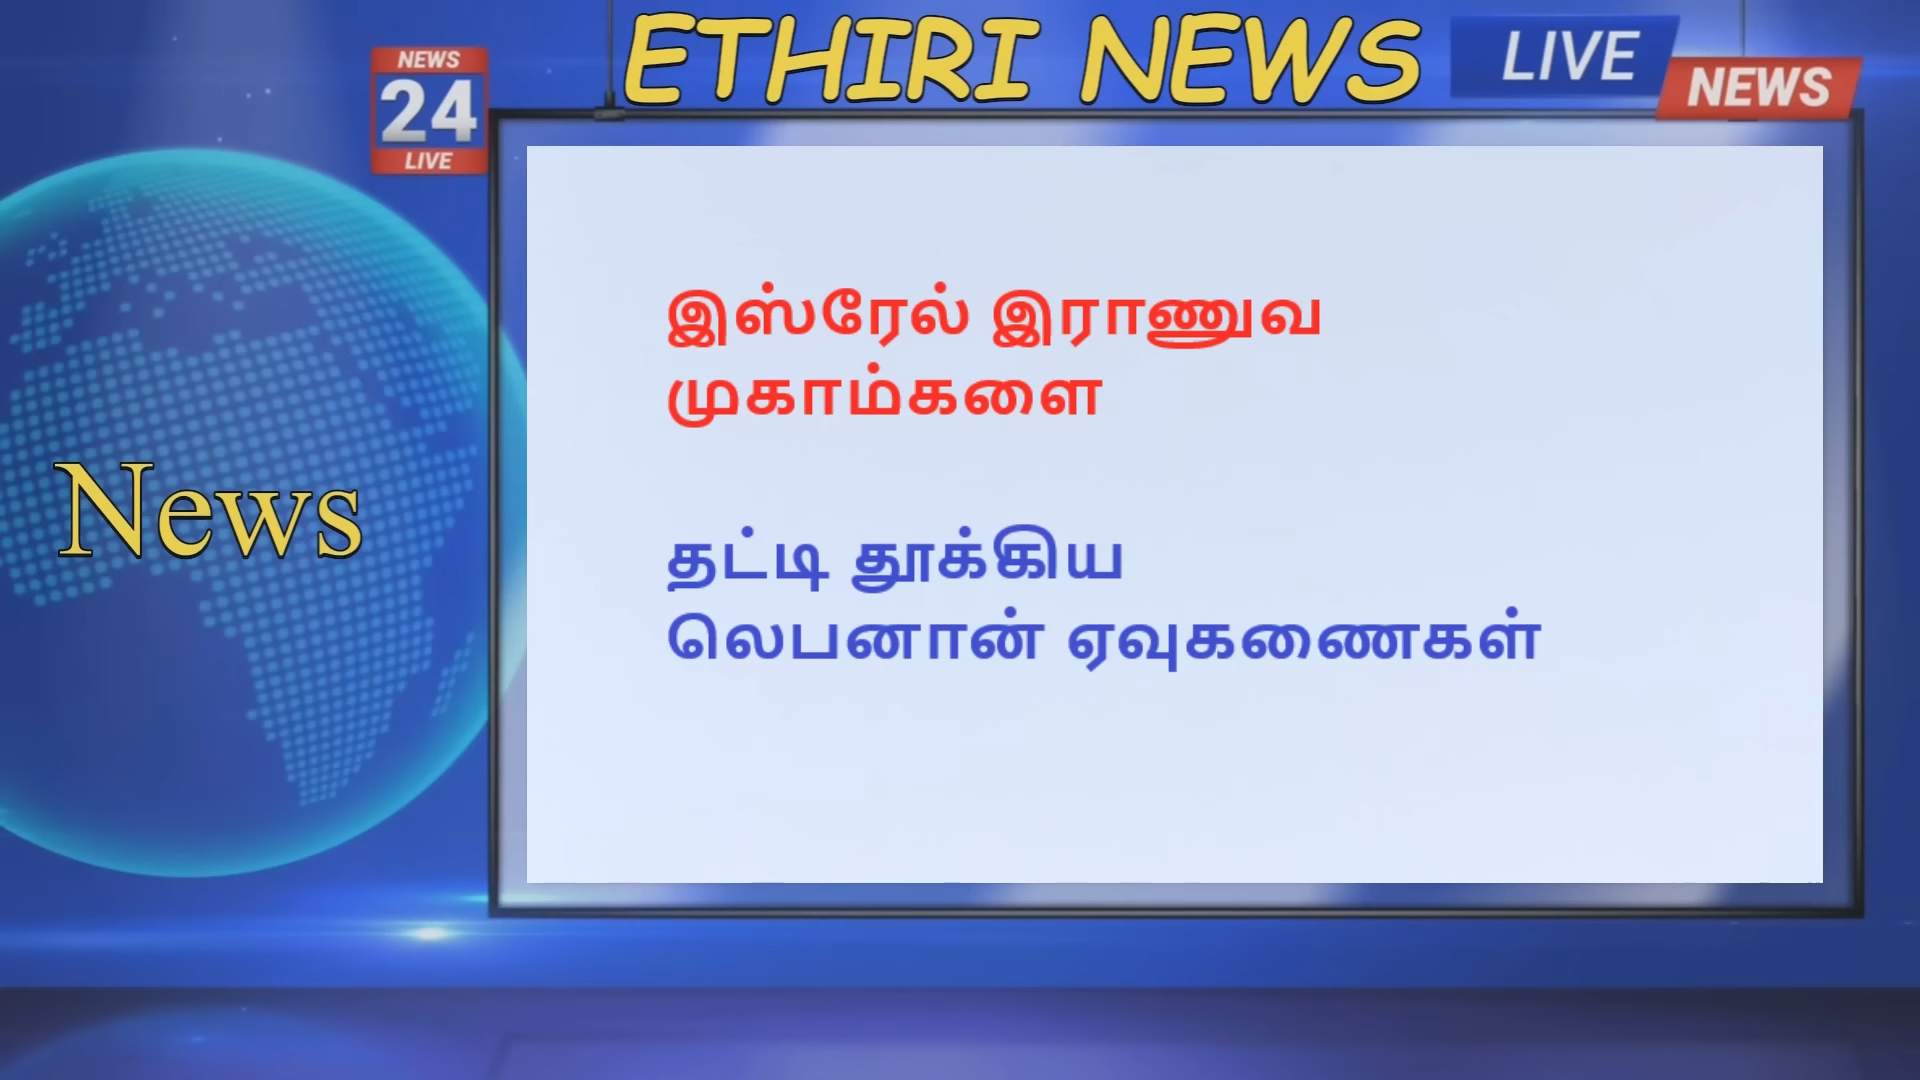 ETHIRI NEWS
LIVE
NEWS
NEWS
24
LIVE
News
இஸ்ரேல் இராணுவ
முகாம்களை
தட்டி தூக்கிய
லெபனான் ஏவுகணைகள்